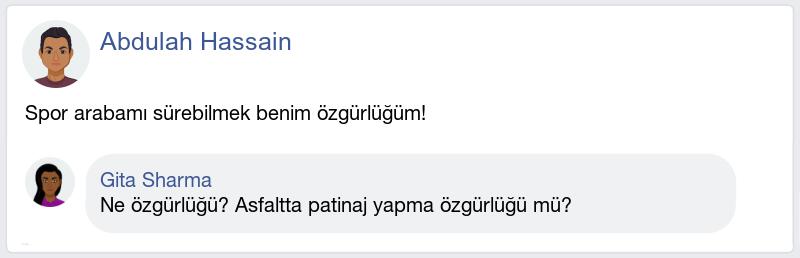 Abdulah Hassain
Spor arabamı sürebilmek benim özgürlüğüm!
Gita Sharma
Ne özgürlüğü? Asfaltta patinaj yapma özgürlüğü mü?